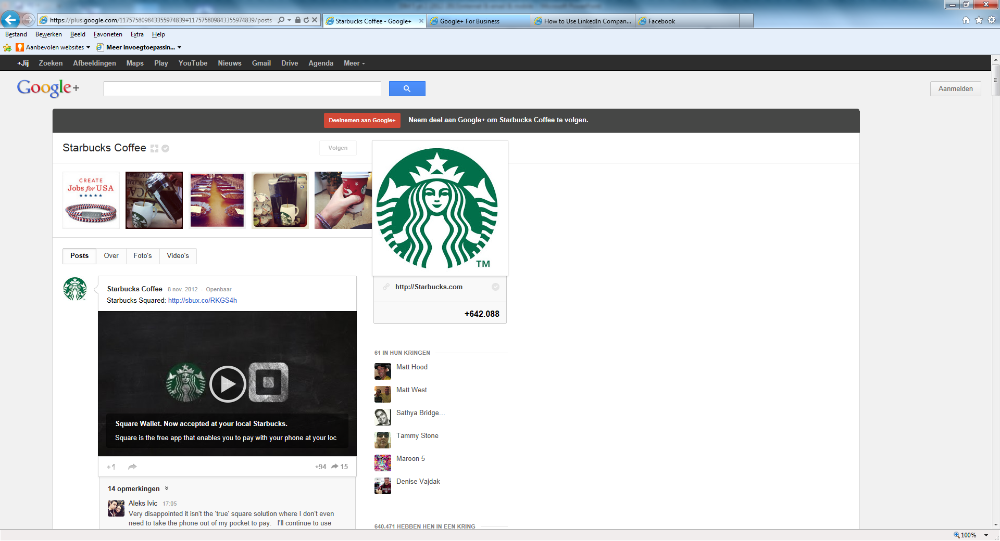 https://plus.google.com/117575809843355974839#117575809843355974839/posts
Starbucks Coffee - Google+
Google+ For Business
How to Use LinkedIn Compan...
Facebook
Bestand Bewerken Beeld Favorieten Extra Help
Aanbevolen websites Meer invoegtoepassin...
+Jij Zoeken Afbeeldingen Maps Play YouTube Nieuws Gmail Drive Agenda Meer
Google+
Aanmelden
Deelnemen aan Google+ Neem deel aan Google+ om Starbucks Coffee te volgen.
Starbucks Coffee
Volgen
CREATE
Jobs for USA
TM
Posts Over Foto's Video's
Starbucks Coffee 8 nov. 2012 - Openbaar
Starbucks Squared: http://sbux.co/RKGS4h
Square Wallet. Now accepted at your local Starbucks.
Square is the free app that enables you to pay with your phone at your loc
+1
+94 15
14 opmerkingen
Aleks Ivic 17:05
Very disappointed it isn't the 'true' square solution where I don't even
need to take the phone out of my pocket to pay. I'll continue to use
http://Starbucks.com
+642.088
61 IN HUN KRINGEN
Matt Hood
Matt West
Sathya Bridge...
Tammy Stone
Maroon 5
Denise Vajdak
640.471 HEBBEN HEN IN EEN KRING
100%